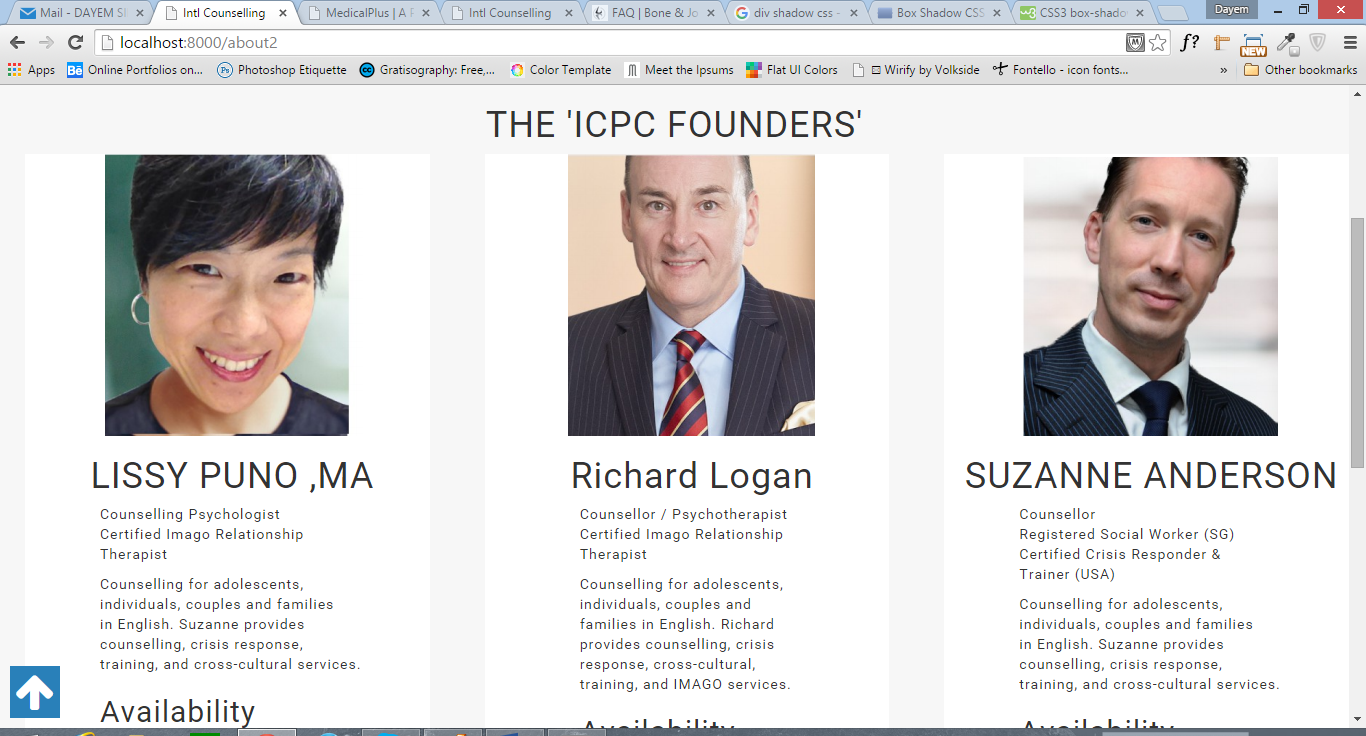 Mail - DAYEM SI
Intl Counselling
MedicalPlus | A F
Intl Counselling
FAQ | Bone & Jo
div shadow css -
Box Shadow CSS
CSS3 box-shado
Dayem
localhost:8000/about2
f?
NEW
Apps
Bē Online Portfolios on...
Ps Photoshop Etiquette
cc Gratisography: Free,...
Color Template
Meet the Ipsums
Flat UI Colors
Wirify by Volkside
Fontello - icon fonts...
»
Other bookmarks
THE 'ICPC FOUNDERS'
LISSY PUNO ,MA
Counselling Psychologist
Certified Imago Relationship
Therapist
Counselling for adolescents,
individuals, couples and families
in English. Suzanne provides
counselling, crisis response,
training, and cross-cultural services.
Availability
Richard Logan
Counsellor / Psychotherapist
Certified Imago Relationship
Therapist
Counselling for adolescents,
individuals, couples and
families in English. Richard
provides counselling, crisis
response, cross-cultural,
training, and IMAGO services.
Availability
SUZANNE ANDERSON
Counsellor
Registered Social Worker (SG)
Certified Crisis Responder &
Trainer (USA)
Counselling for adolescents,
individuals, couples and families
in English. Suzanne provides
counselling, crisis response,
training, and cross-cultural services.
Availability